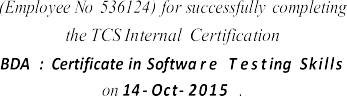 (Employee No 536124) for successfully completing
the TCS Internal Certification
BDA : Certificate in Software Testing Skills
on 14-Oct-2015 .